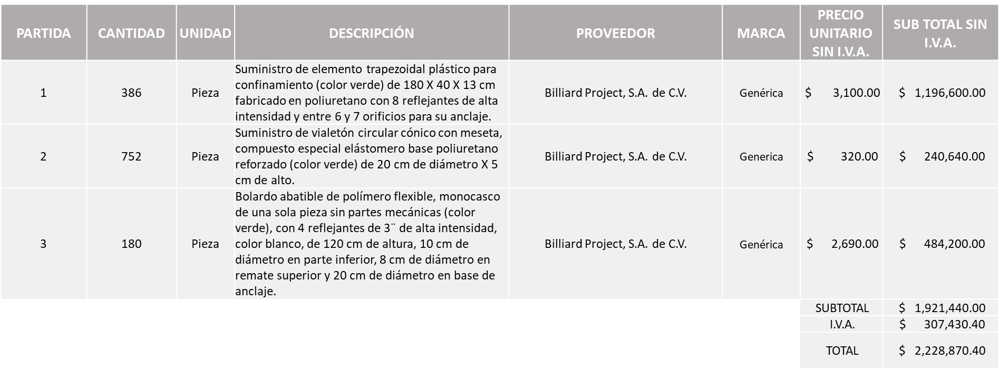 PARTIDA
CANTIDAD
UNIDAD
DESCRIPCIÓN
PROVEEDOR
MARCA
PRECIO
UNITARIO
SIN I.V.A.
SUB TOTAL SIN
I.V.A.
1
386
Pieza
Suministro de elemento trapezoidal plástico para
confinamiento (color verde) de 180 X 40 X 13 cm
fabricado en poliuretano con 8 reflejantes de alta
intensidad y entre 6 y 7 orificios para su anclaje.
Billiard Project, S.A. de C.V.
Genérica
$ 3,100.00
$ 1,196,600.00
2
752
Pieza
Suministro de vialetón circular cónico con meseta,
compuesto especial elástomero base poliuretano
reforzado (color verde) de 20 cm de diámetro X 5
cm de alto.
Billiard Project, S.A. de C.V.
Generica
$ 320.00
$ 240,640.00
3
180
Pieza
Bolardo abatible de polímero flexible, monocasco
de una sola pieza sin partes mecánicas (color
verde), con 4 reflejantes de 3¨ de alta intensidad,
color blanco, de 120 cm de altura, 10 cm de
diámetro en parte inferior, 8 cm de diámetro en
remate superior y 20 cm de diámetro en base de
anclaje.
Billiard Project, S.A. de C.V.
Genérica
$ 2,690.00
$ 484,200.00
SUBTOTAL $ 1,921,440.00
I.V.A. $ 307,430.40
TOTAL $ 2,228,870.40